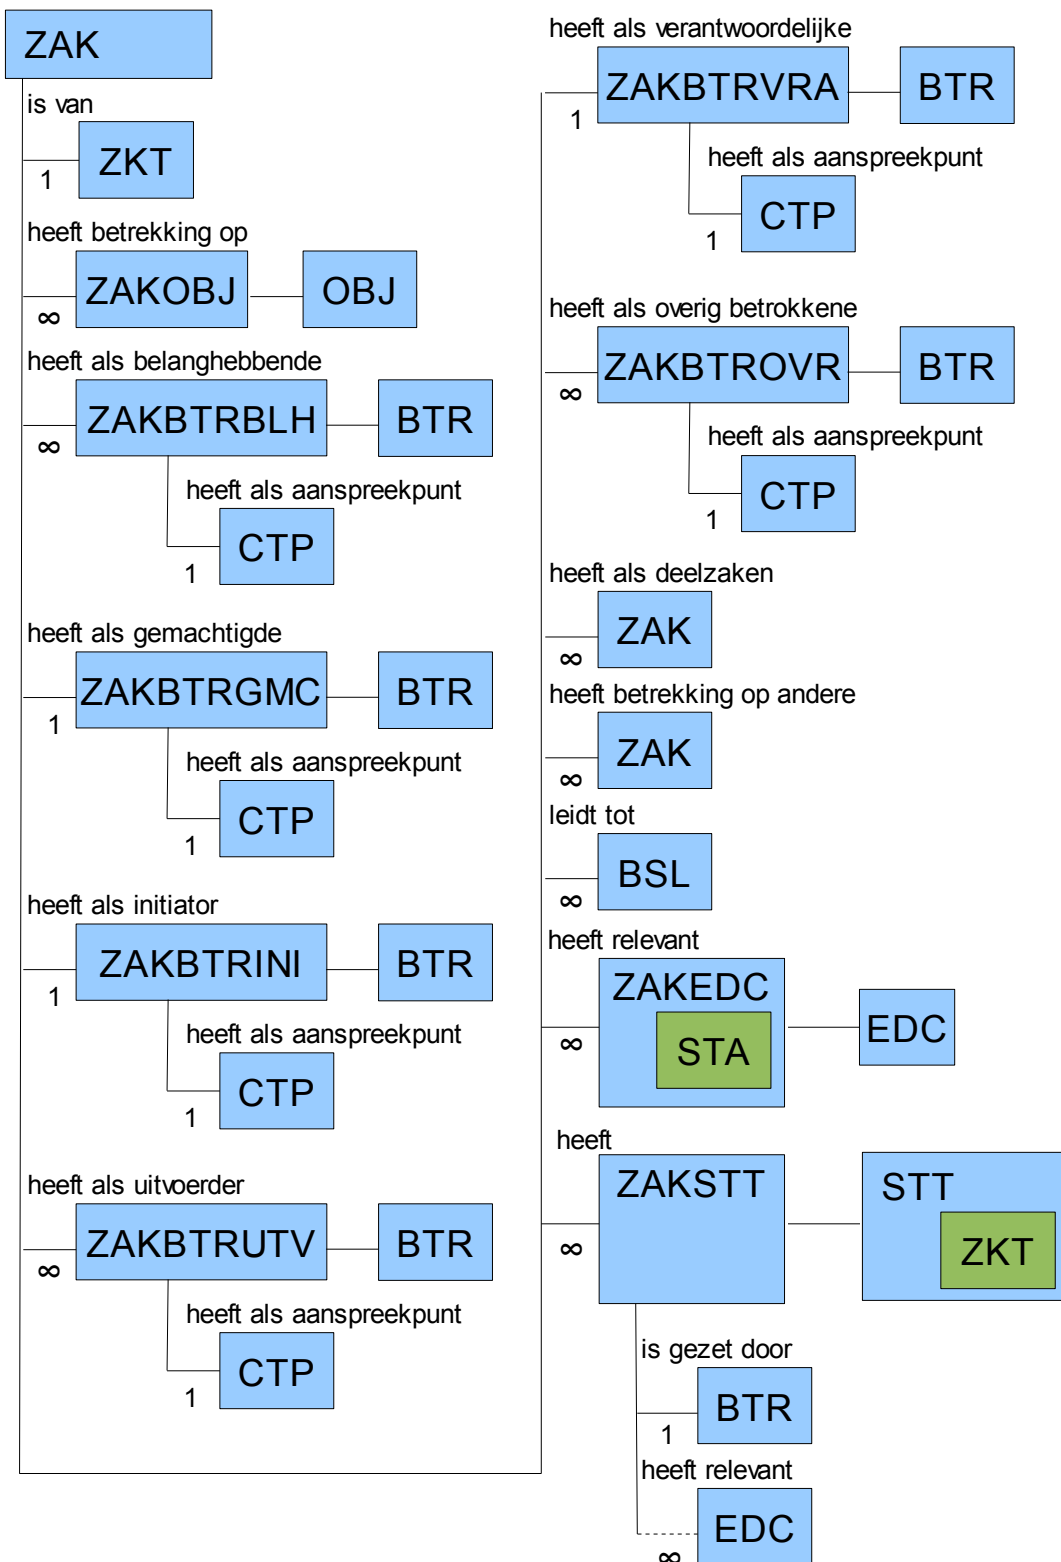 ZAK
is van
1
ZKT
heeft betrekking op
∞
ZAKOBJ
OBJ
heeft als belanghebbende
∞
ZAKBTRBLH
BTR
heeft als aanspreekpunt
1
CTP
heeft als gemachtigde
1
ZAKBTRGMC
BTR
heeft als aanspreekpunt
1
CTP
heeft als initiator
1
ZAKBTRINI
BTR
heeft als aanspreekpunt
1
CTP
heeft als uitvoerder
∞
ZAKBTRUTV
BTR
heeft als aanspreekpunt
1
CTP
heeft als verantwoordelijke
1
ZAKBTRVRA
BTR
heeft als aanspreekpunt
1
CTP
heeft als overig betrokkene
∞
ZAKBTROVR
BTR
heeft als aanspreekpunt
1
CTP
heeft als deelzaken
∞
ZAK
heeft betrekking op andere
∞
ZAK
leidt tot
∞
BSL
heeft relevant
∞
ZAKEDC
STA
EDC
heeft
∞
ZAKSTT
STT
ZKT
is gezet door
1
BTR
heeft relevant
∞
EDC